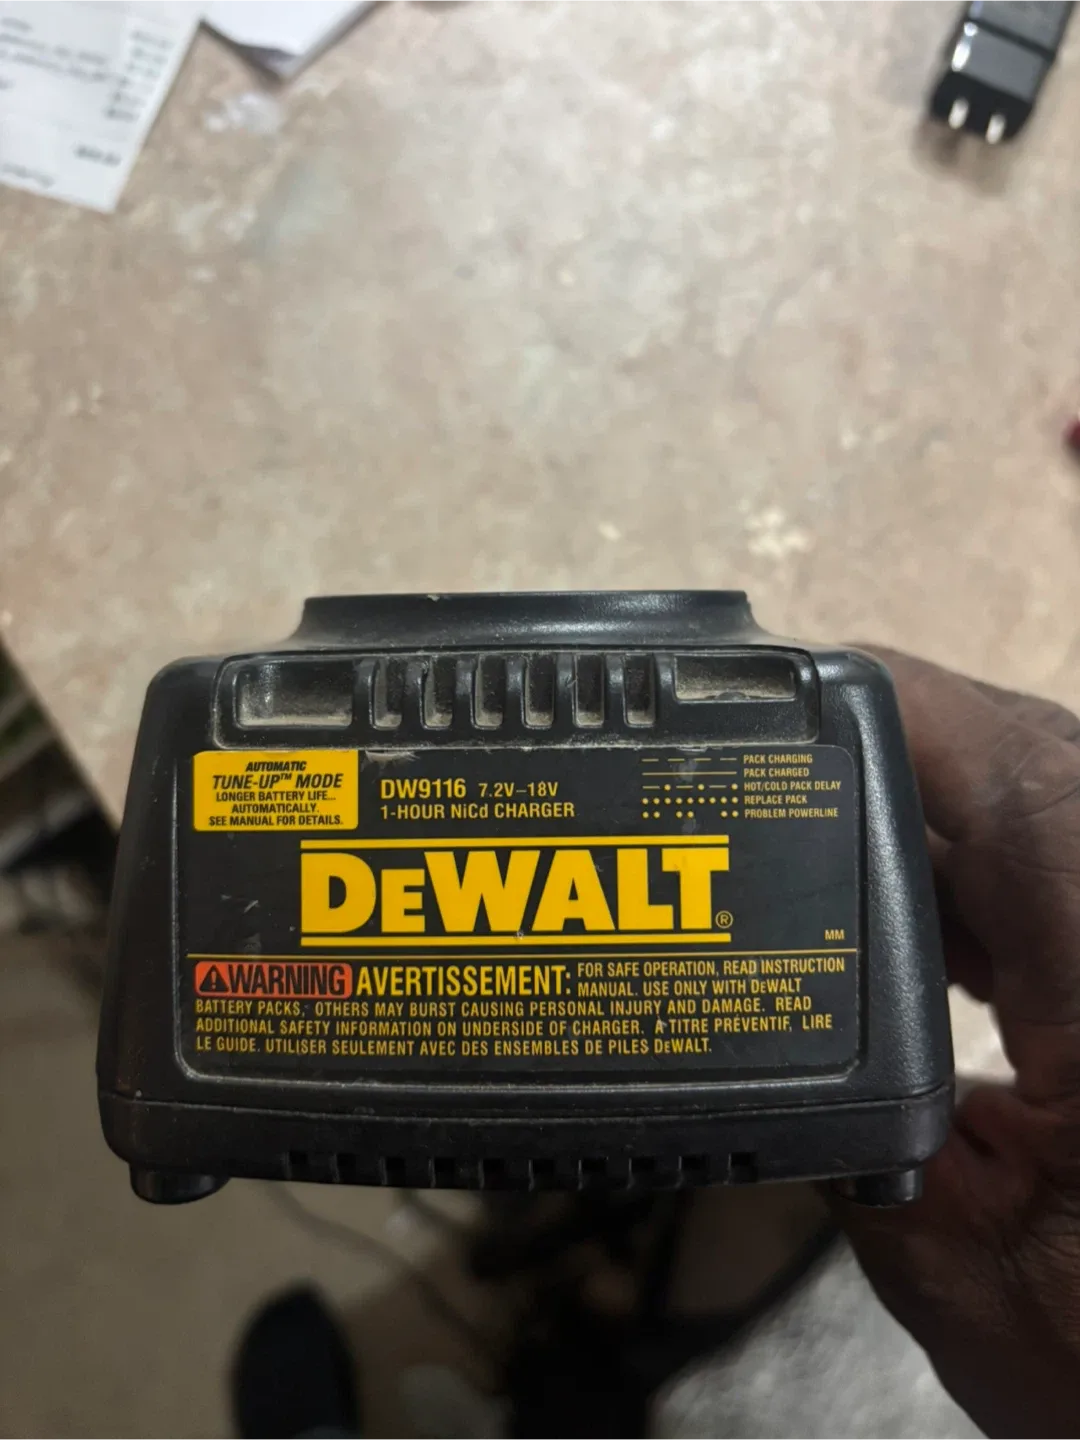 AUTOMATIC
TUNE-UP™ MODE
LONGER BATTERY LIFE...
AUTOMATICALLY.
SEE MANUAL FOR DETAILS.
DW9116 7.2V–18V
1-HOUR NiCd CHARGER
PACK CHARGING
PACK CHARGED
HOT/COLD PACK DELAY
REPLACE PACK
PROBLEM POWERLINE
DEWALT®
MM
WARNING AVERTISSEMENT: FOR SAFE OPERATION, READ INSTRUCTION
MANUAL. USE ONLY WITH DEWALT
BATTERY PACKS, OTHERS MAY BURST CAUSING PERSONAL INJURY AND DAMAGE. READ
ADDITIONAL SAFETY INFORMATION ON UNDERSIDE OF CHARGER. À TITRE PRÉVENTIF, LIRE
LE GUIDE. UTILISER SEULEMENT AVEC DES ENSEMBLES DE PILES DEWALT.